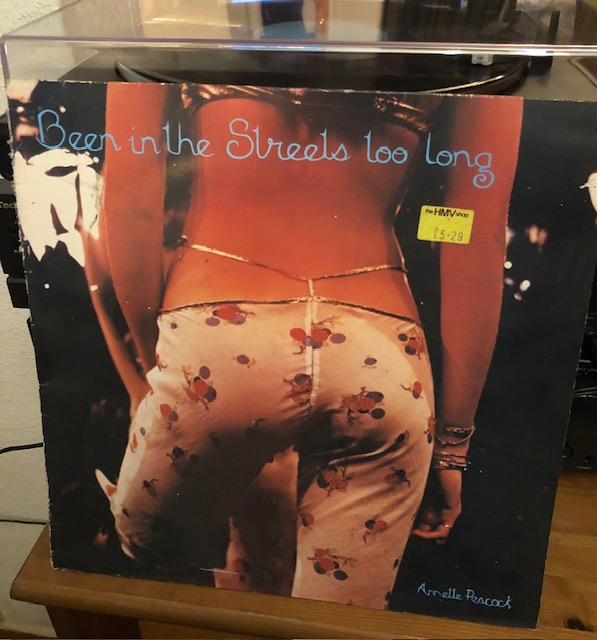 Been in the Streets too long
the HMV shop
£5-29
Annette Peacock